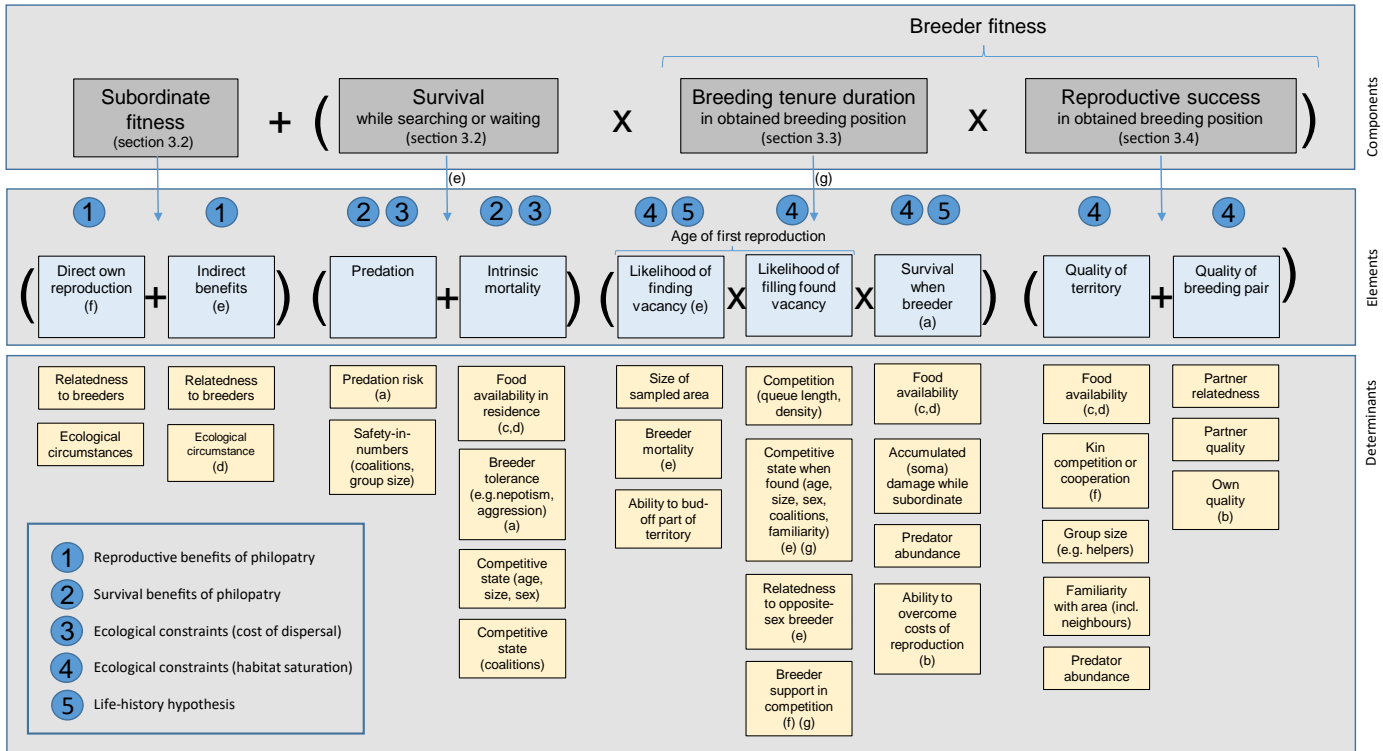 Breeder fitness
Subordinate
fitness
(section 3.2)
+
(
Survival
while searching or waiting
(section 3.2)
x
Breeding tenure duration
in obtained breeding position
(section 3.3)
x
Reproductive success
in obtained breeding position
(section 3.4)
)
Components
(e)
(g)
1
1
2 3
2 3
4 5
4
4 5
4
4
Age of first reproduction
(
Direct own
reproduction
(f)
+
Indirect
benefits
(e)
)
(
Predation
+
Intrinsic
mortality
)
(
Likelihood of
finding
vacancy (e)
x
Likelihood of
filling found
vacancy
x
Survival
when
breeder
(a)
)
(
Quality of
territory
+
Quality of
breeding pair
)
Elements
Relatedness
to breeders
Ecological
circumstances
Relatedness
to breeders
Ecological
circumstance
(d)
Predation risk
(a)
Safety-in-
numbers
(coalitions,
group size)
Food
availability in
residence
(c,d)
Breeder
tolerance
(e.g.nepotism,
aggression)
(a)
Competitive
state (age,
size, sex)
Competitive
state
(coalitions)
Size of
sampled area
Breeder
mortality
(e)
Ability to bud-
off part of
territory
Competition
(queue length,
density)
Competitive
state when
found (age,
size, sex,
coalitions,
familiarity)
(e) (g)
Relatedness
to opposite-
sex breeder
(e)
Breeder
support in
competition
(f) (g)
Food
availability
(c,d)
Accumulated
(soma)
damage while
subordinate
Predator
abundance
Ability to
overcome
costs of
reproduction
(b)
Food
availability
(c,d)
Kin
competition or
cooperation
(f)
Group size
(e.g. helpers)
Familiarity
with area (incl.
neighbours)
Predator
abundance
Partner
relatedness
Partner
quality
Own
quality
(b)
Determinants
1 Reproductive benefits of philopatry
2 Survival benefits of philopatry
3 Ecological constraints (cost of dispersal)
4 Ecological constraints (habitat saturation)
5 Life-history hypothesis